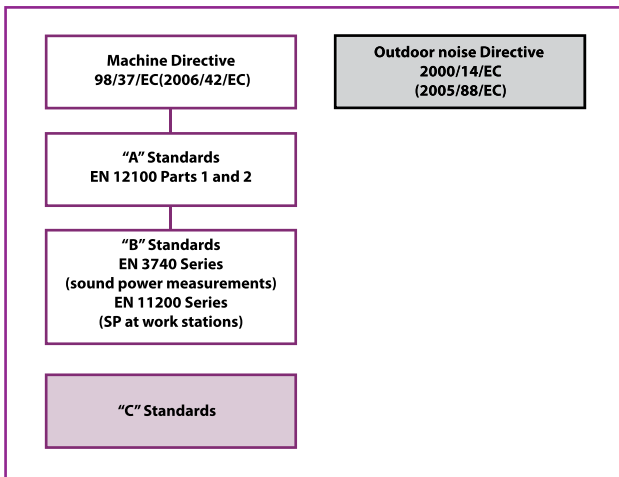 Machine Directive
98/37/EC(2006/42/EC)
Outdoor noise Directive
2000/14/EC
(2005/88/EC)
“A” Standards
EN 12100 Parts 1 and 2
“B” Standards
EN 3740 Series
(sound power measurements)
EN 11200 Series
(SP at work stations)
“C” Standards